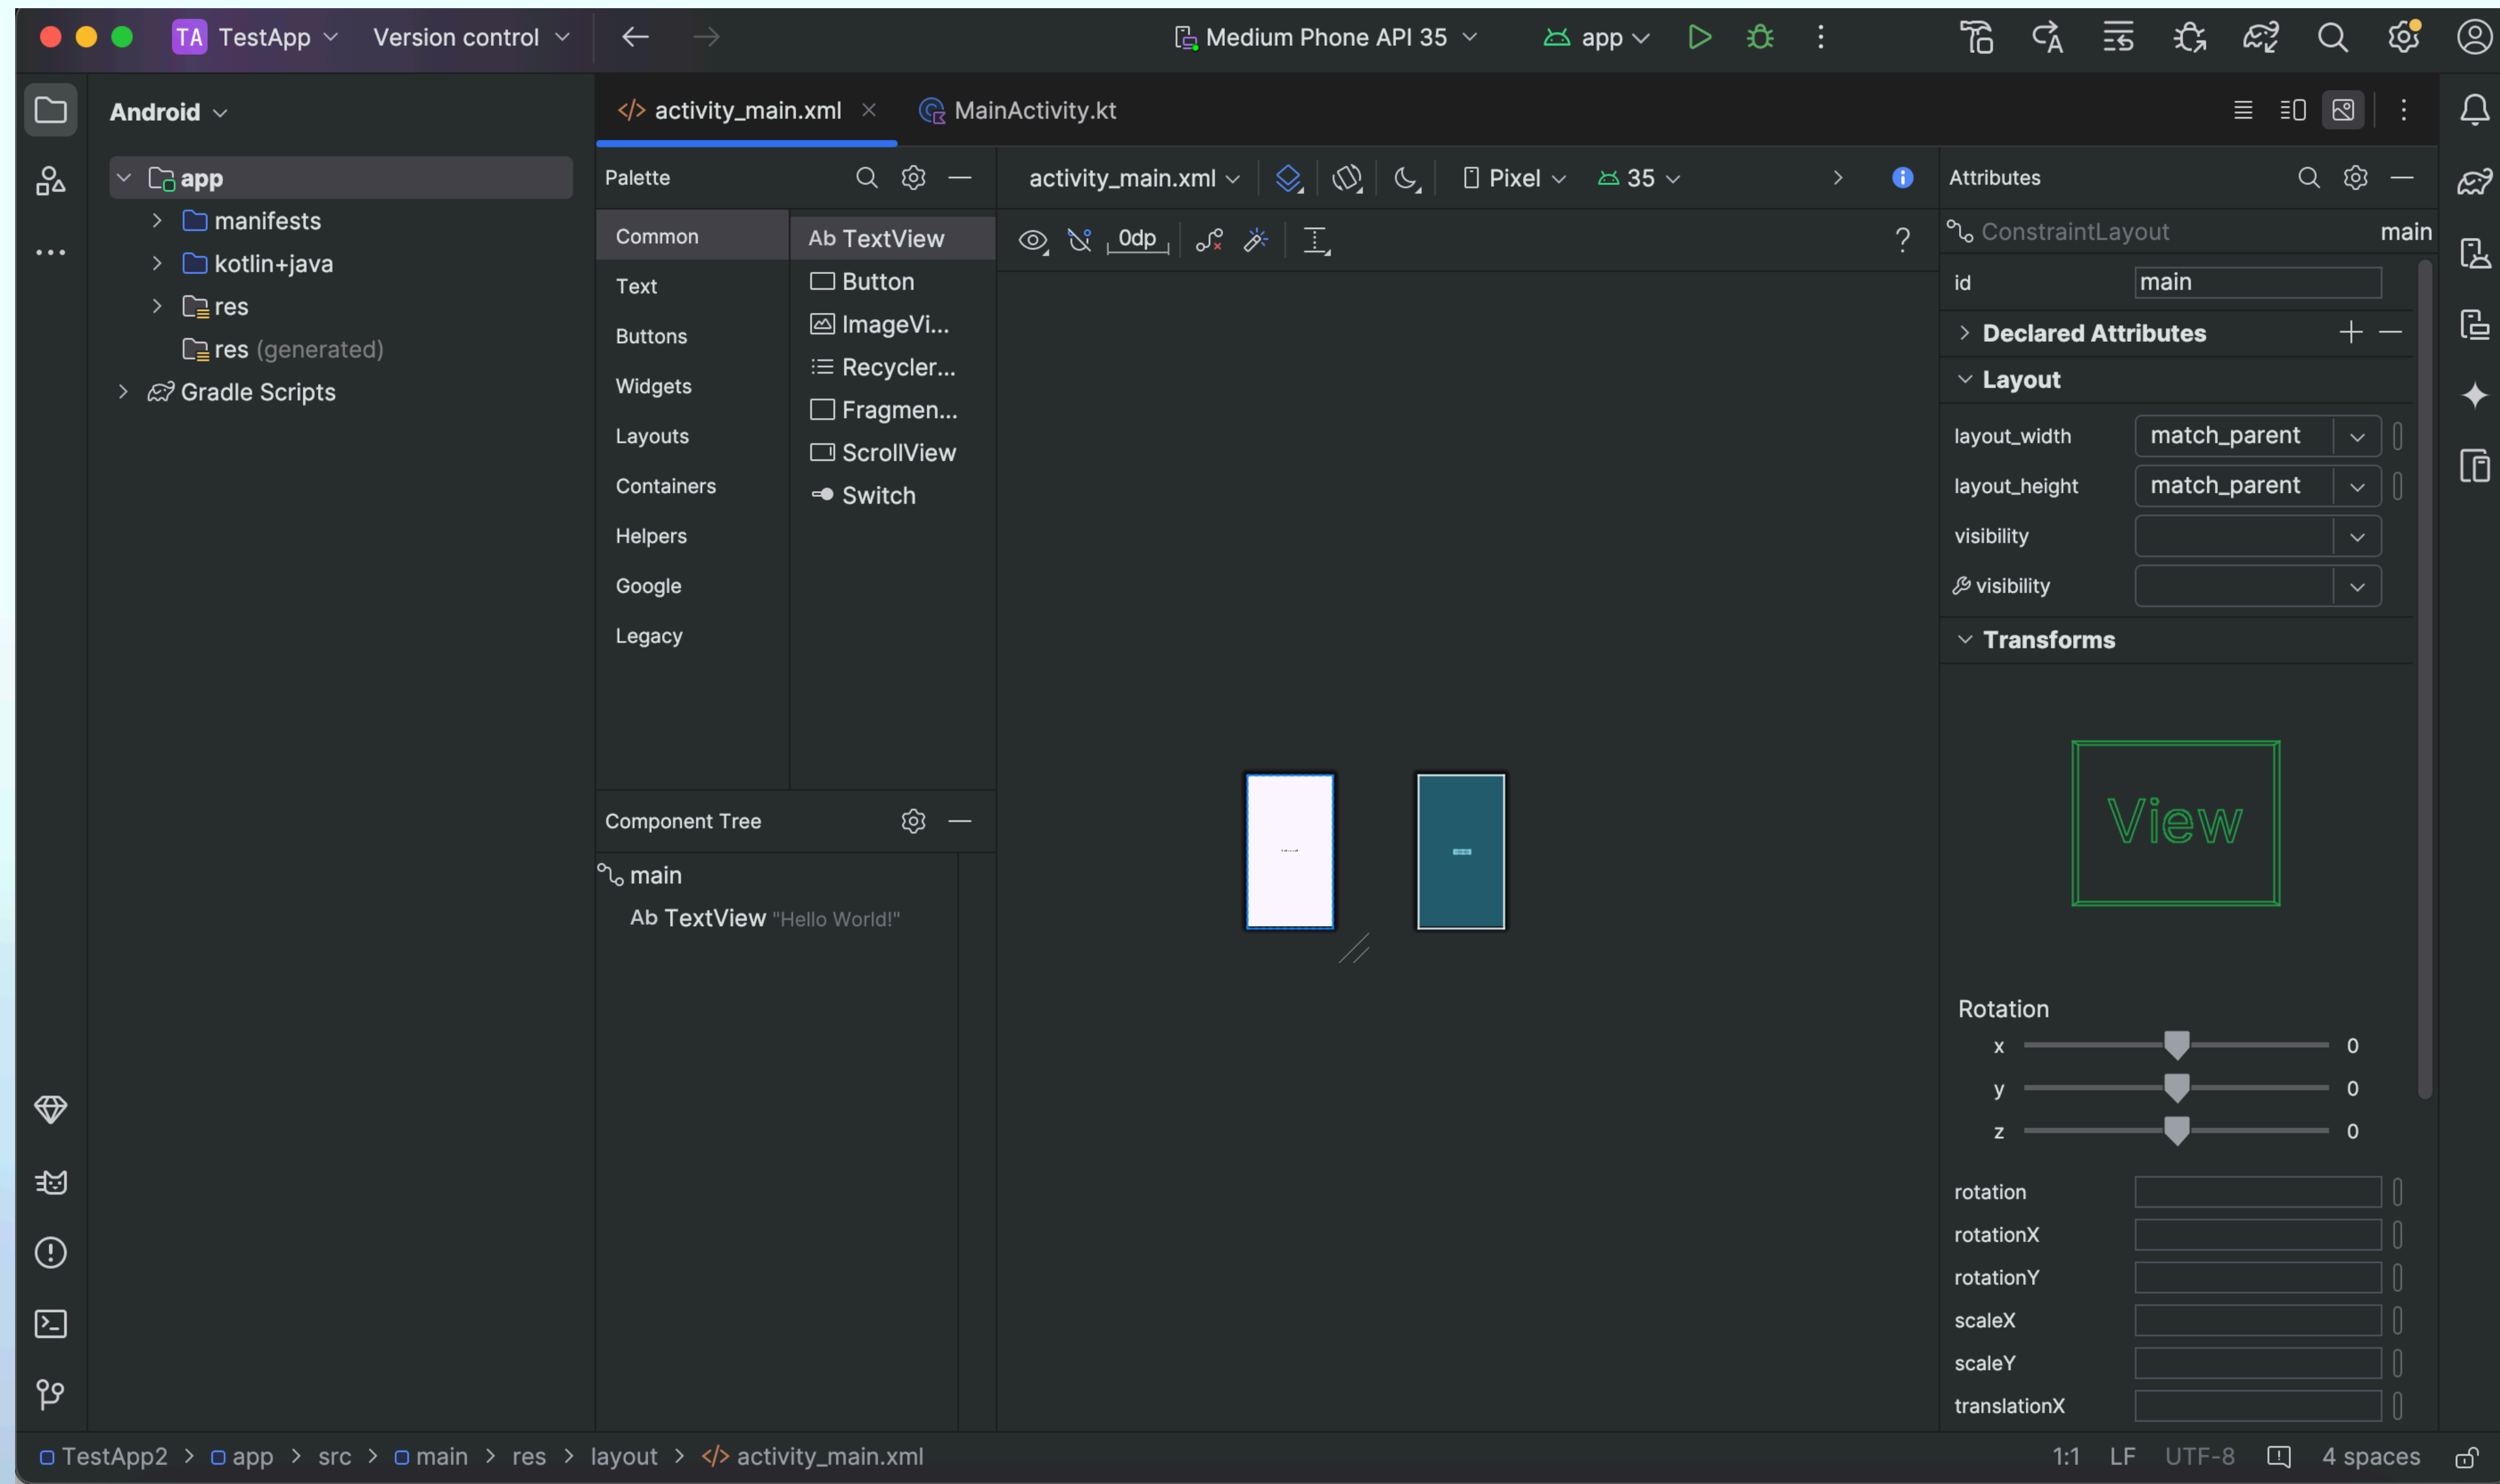 TA TestApp Version control Medium Phone API 35 app
Android
app
manifests
kotlin+java
res
res (generated)
Gradle Scripts
activity_main.xml MainActivity.kt
Palette
Common
Text
Buttons
Widgets
Layouts
Containers
Helpers
Google
Legacy
Ab TextView
Button
ImageVi...
Recycler...
Fragmen...
ScrollView
Switch
Component Tree
main
Ab TextView "Hello World!"
activity_main.xml Pixel 35
0dp ?
View
Attributes
ConstraintLayout main
id main
Declared Attributes
Layout
layout_width match_parent
layout_height match_parent
visibility
visibility
Transforms
Rotation
x 0
y 0
z 0
rotation
rotationX
rotationY
scaleX
scaleY
translationX
TestApp2 > app > src > main > res > layout > activity_main.xml 1:1 LF UTF-8 4 spaces